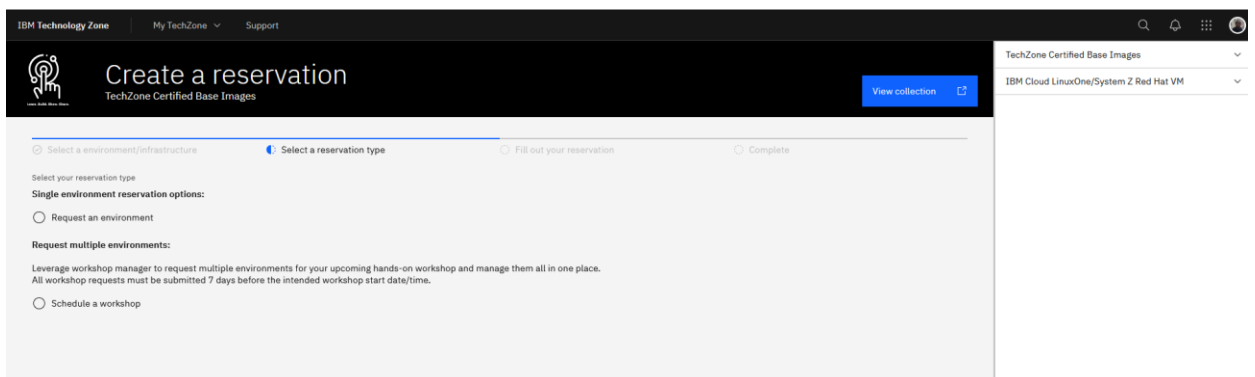 IBM Technology Zone
My TechZone
Support
Create a reservation
TechZone Certified Base Images
View collection
TechZone Certified Base Images
IBM Cloud LinuxOne/System Z Red Hat VM
Select a environment/infrastructure
Select a reservation type
Fill out your reservation
Complete
Select your reservation type
Single environment reservation options:
Request an environment
Request multiple environments:
Leverage workshop manager to request multiple environments for your upcoming hands-on workshop and manage them all in one place.
All workshop requests must be submitted 7 days before the intended workshop start date/time.
Schedule a workshop